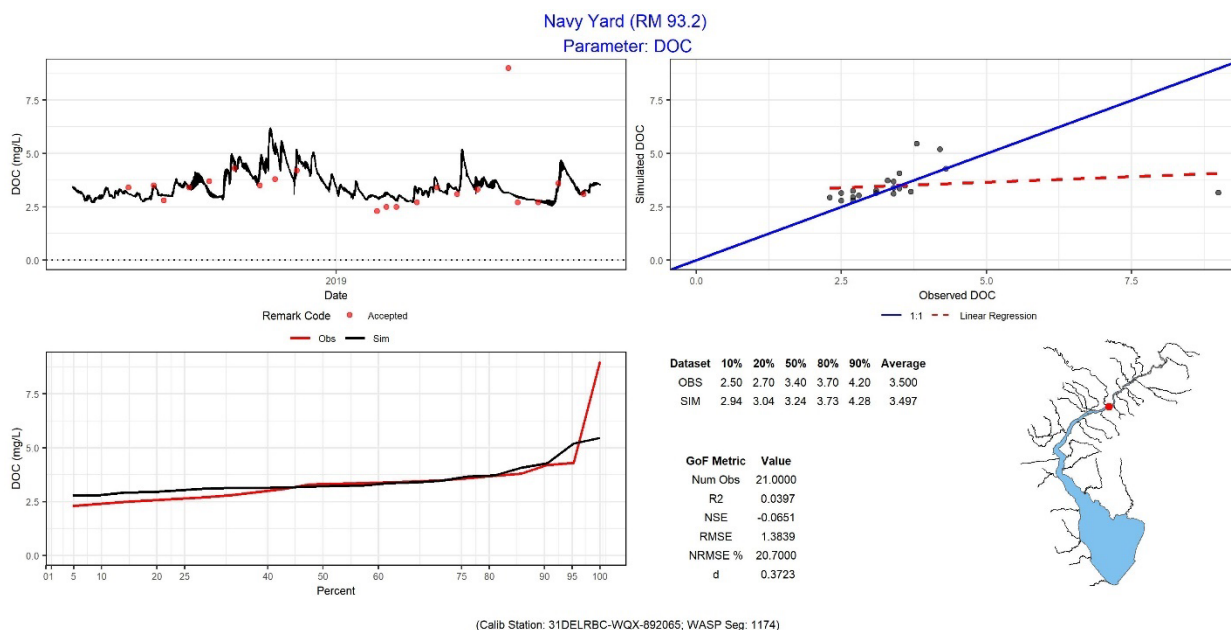 Navy Yard (RM 93.2)
Parameter: DOC
7.5
5.0
2.5
0.0
DOC (mg/L)
2019
Date
Remark Code Accepted
7.5
5.0
2.5
0.0
Simulated DOC
0.0 2.5 5.0 7.5
Observed DOC
1:1 Linear Regression
Obs Sim
7.5
5.0
2.5
0.0
DOC (mg/L)
01 5 10 20 25 40 50 60 75 80 90 95 100
Percent
Dataset 10% 20% 50% 80% 90% Average
OBS 2.50 2.70 3.40 3.70 4.20 3.500
SIM 2.94 3.04 3.24 3.73 4.28 3.497
GoF Metric Value
Num Obs 21.0000
R2 0.0397
NSE -0.0651
RMSE 1.3839
NRMSE % 20.7000
d 0.3723
(Calib Station: 31DELRBC-WQX-892065; WASP Seg: 1174)